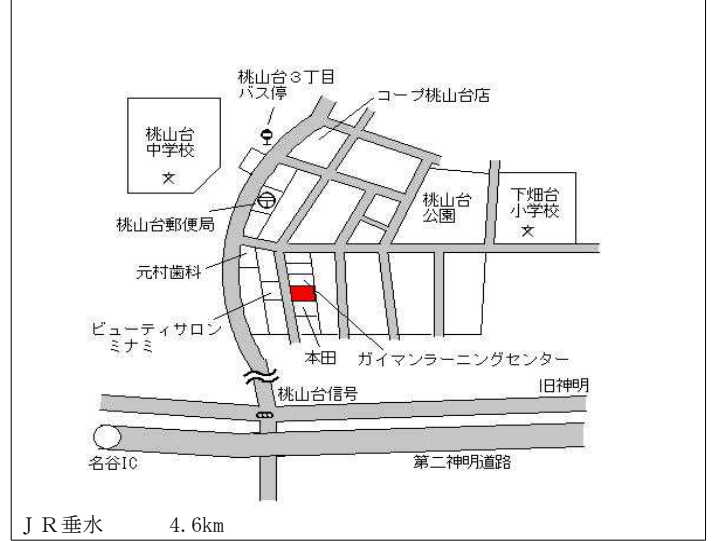 桃山台３丁目
バス停
コープ桃山台店
桃山台
中学校
文
桃山台
公園
下畑台
小学校
文
桃山台郵便局
元村歯科
ビューティサロン
ミナミ
本田
ガイマンラーニングセンター
桃山台信号
旧神明
名谷IC
第二神明道路
ＪＲ垂水 4.6km